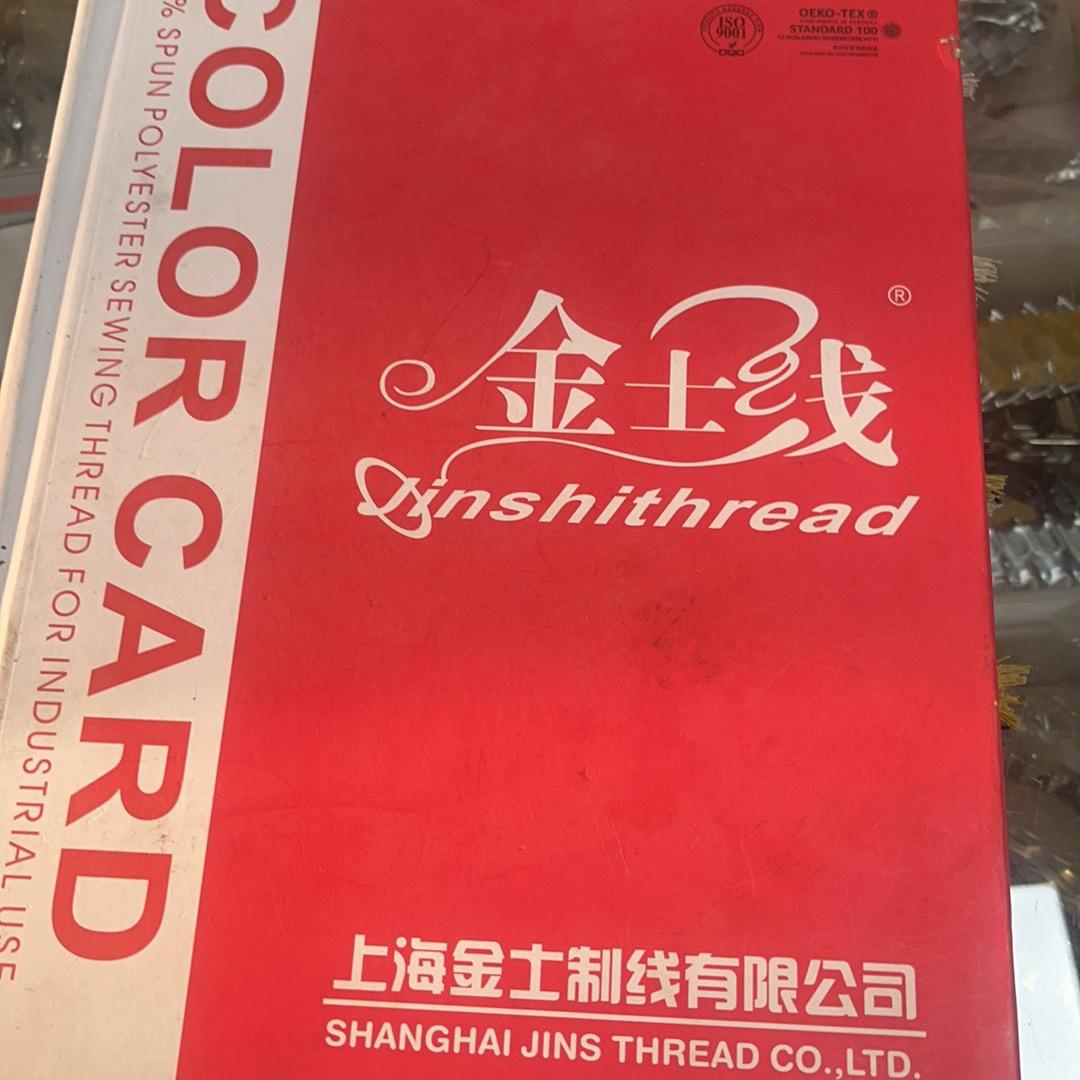 COLOR CARD
% SPUN POLYESTER SEWING THREAD FOR INDUSTRIAL USE
ISO
9001
OEKO-TEX®
STANDARD 100
金士线®
Jinshithread
上海金士制线有限公司
SHANGHAI JINS THREAD CO.,LTD.